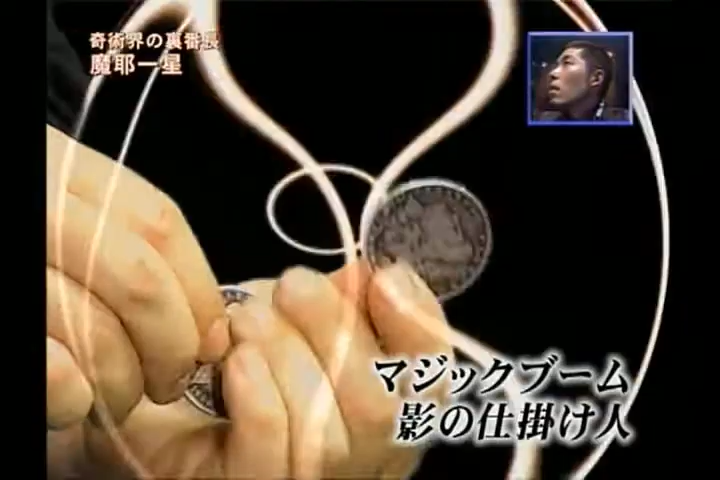 奇術界の裏番長
魔耶一星
マジックブーム
影の仕掛け人